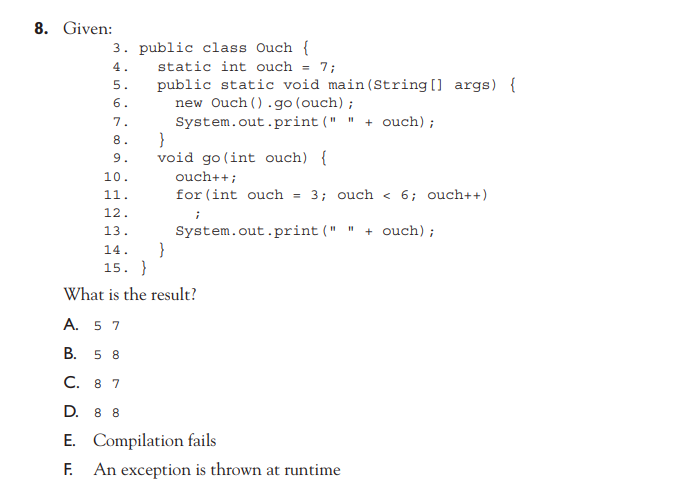 8. Given:
3. public class Ouch {
4.   static int ouch = 7;
5.   public static void main(String[] args) {
6.     new Ouch().go(ouch);
7.     System.out.print(" " + ouch);
8.   }
9.   void go(int ouch) {
10.     ouch++;
11.     for(int ouch = 3; ouch < 6; ouch++)
12.       ;
13.     System.out.print(" " + ouch);
14.   }
15. }
What is the result?
A. 5 7
B. 5 8
C. 8 7
D. 8 8
E. Compilation fails
F. An exception is thrown at runtime